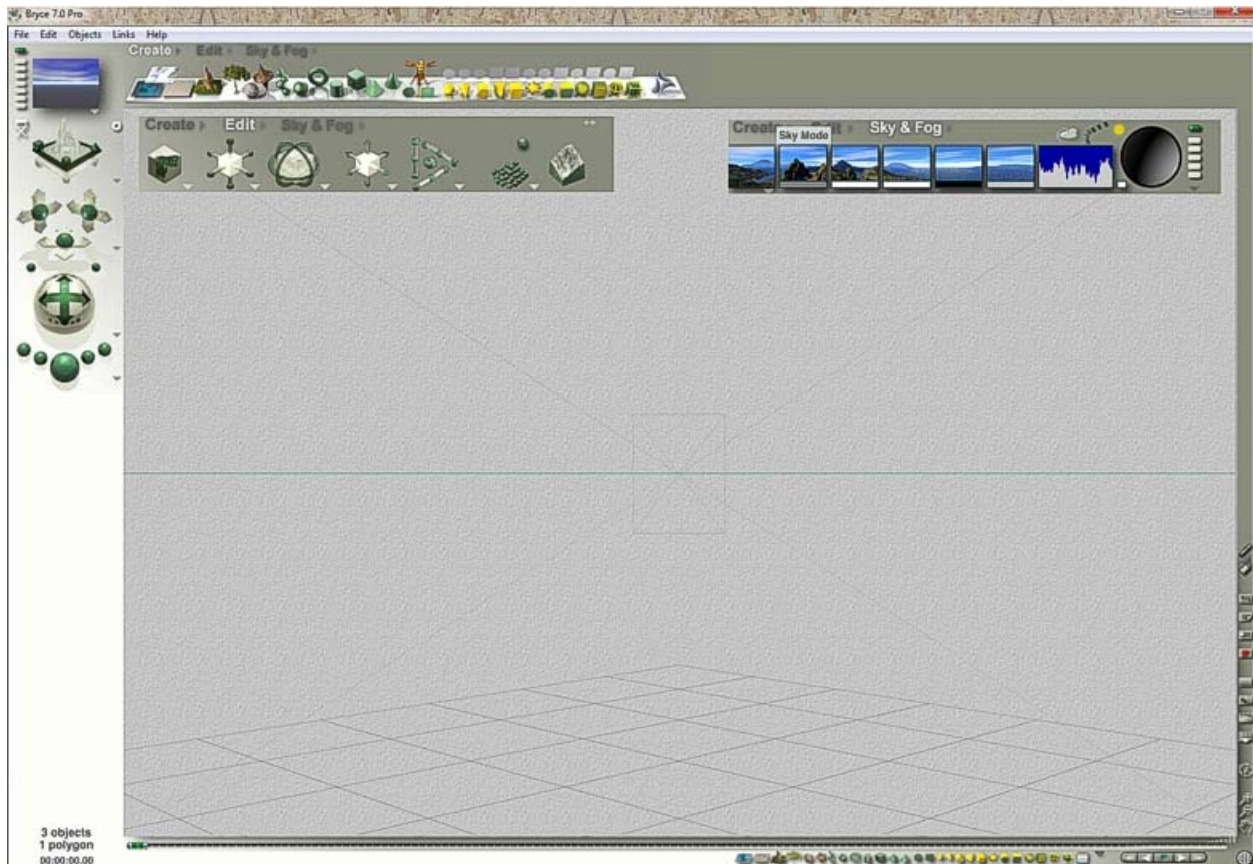 Bryce 7.0 Pro
File Edit Objects Links Help
Create Edit Sky & Fog
Create Edit Sky & Fog
Create Edit Sky & Fog
Sky Mode
3 objects
1 polygon
00:00:00.00